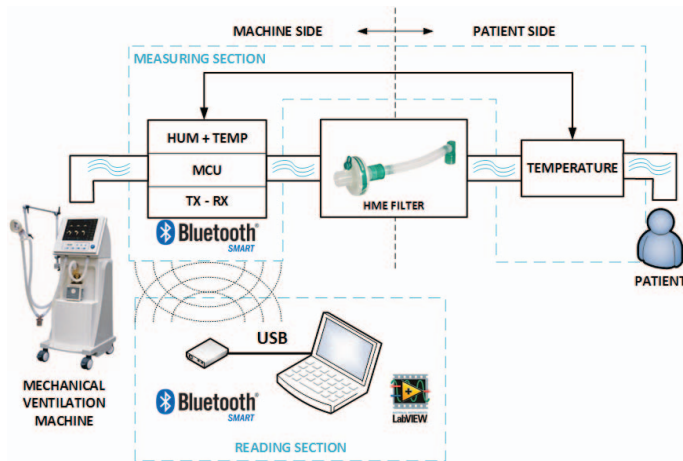 MACHINE SIDE
PATIENT SIDE
MEASURING SECTION
HUM + TEMP
MCU
TX - RX
HME FILTER
TEMPERATURE
Bluetooth®
SMART
PATIENT
USB
MECHANICAL
VENTILATION
MACHINE
Bluetooth®
SMART
LabVIEW
READING SECTION